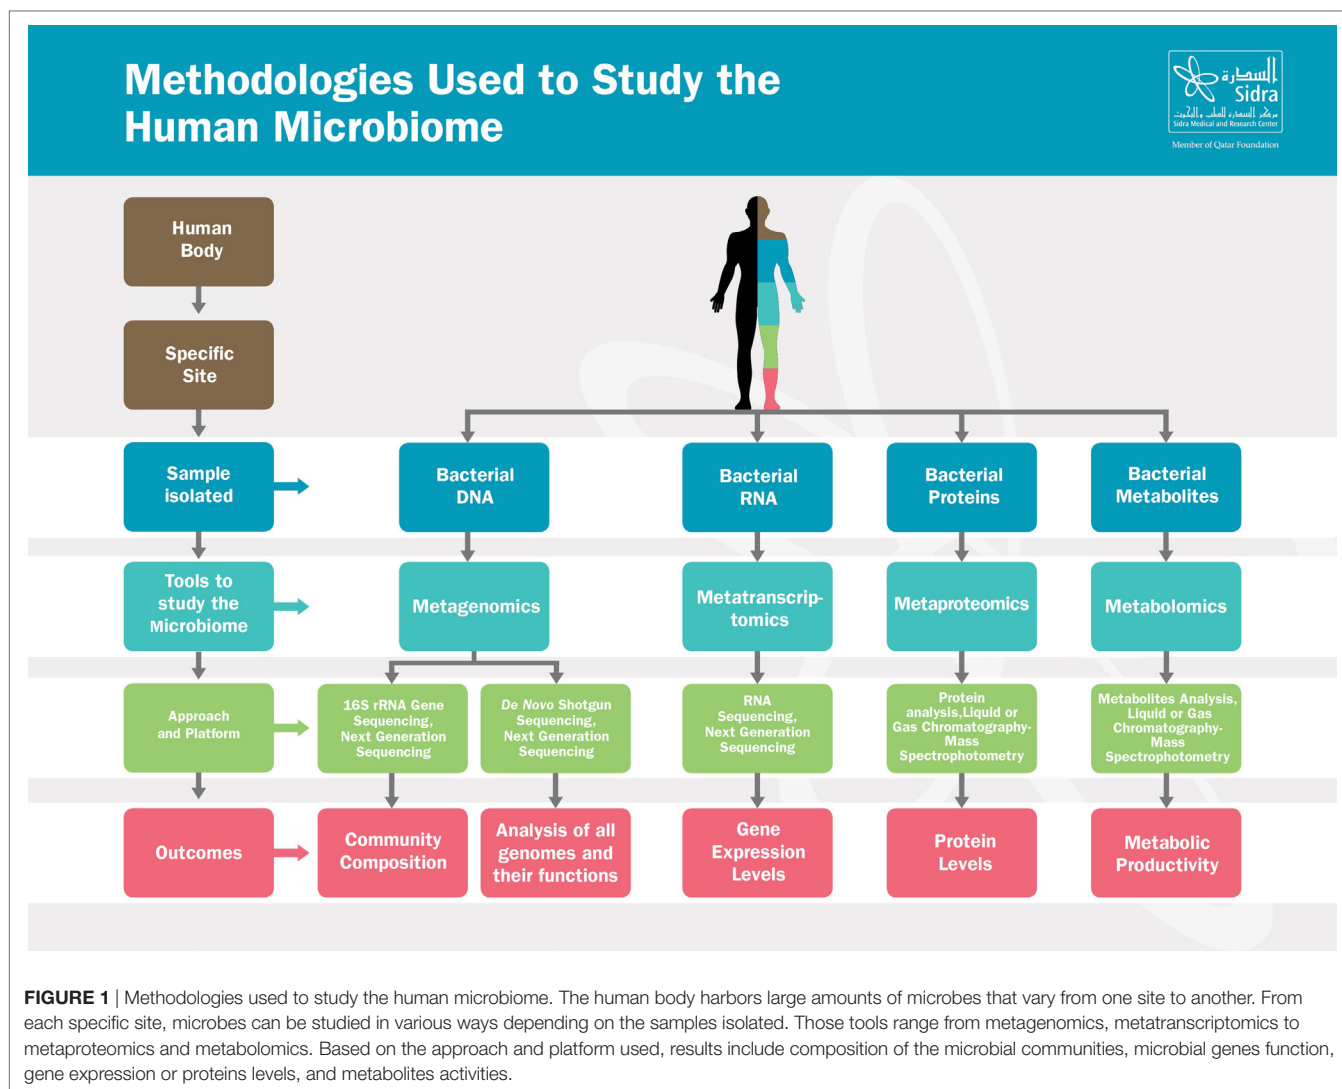 Methodologies Used to Study the
Human Microbiome
السدرة
Sidra
مركز السدرة للطب والبحوث
Sidra Medical and Research Center
Member of Qatar Foundation
Human
Body
Specific
Site
Sample
isolated
Bacterial
DNA
Bacterial
RNA
Bacterial
Proteins
Bacterial
Metabolites
Tools to
study the
Microbiome
Metagenomics
Metatranscrip-
tomics
Metaproteomics
Metabolomics
Approach
and Platform
16S rRNA Gene
Sequencing,
Next Generation
Sequencing
De Novo Shotgun
Sequencing,
Next Generation
Sequencing
RNA
Sequencing,
Next Generation
Sequencing
Protein
analysis,Liquid or
Gas Chromatography-
Mass
Spectrophotometry
Metabolites Analysis,
Liquid or Gas
Chromatography-
Mass
Spectrophotometry
Outcomes
Community
Composition
Analysis of all
genomes and
their functions
Gene
Expression
Levels
Protein
Levels
Metabolic
Productivity
FIGURE 1 | Methodologies used to study the human microbiome. The human body harbors large amounts of microbes that vary from one site to another. From
each specific site, microbes can be studied in various ways depending on the samples isolated. Those tools range from metagenomics, metatranscriptomics to
metaproteomics and metabolomics. Based on the approach and platform used, results include composition of the microbial communities, microbial genes function,
gene expression or proteins levels, and metabolites activities.